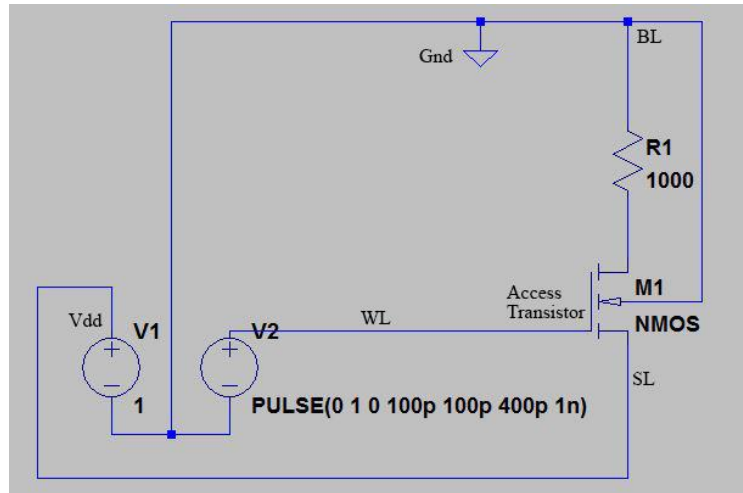 BL
Gnd
R1
1000
Access
Transistor
M1
NMOS
Vdd
V1
V2
WL
SL
+
+
−
−
1
PULSE(0 1 0 100p 100p 400p 1n)